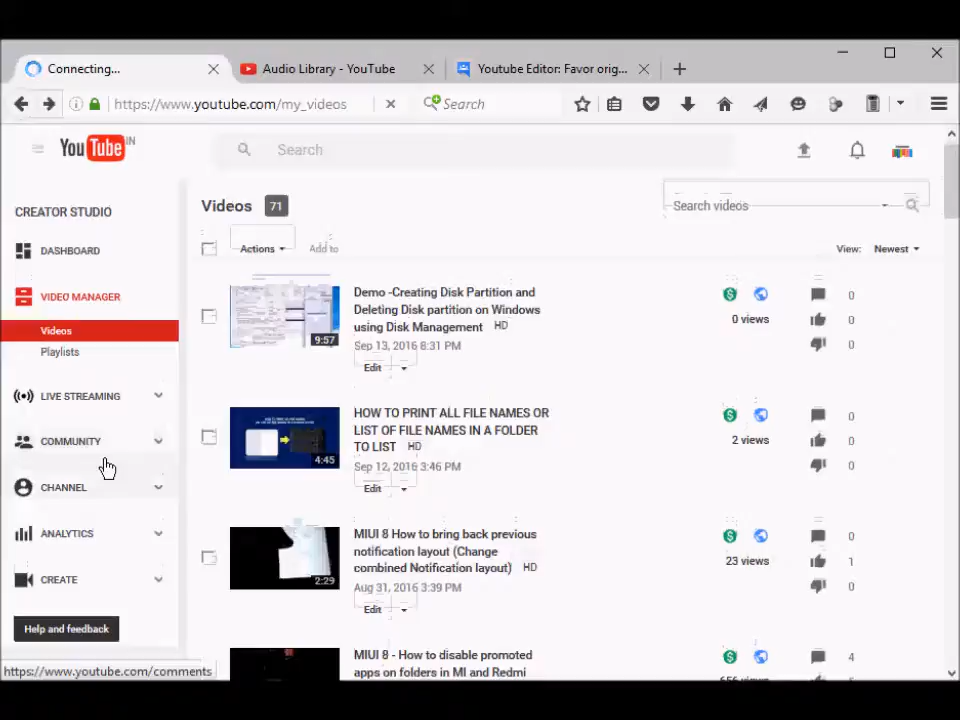 Connecting...
Audio Library - YouTube
Youtube Editor: Favor orig...
https://www.youtube.com/my_videos
Search
YouTube IN
Search
CREATOR STUDIO
DASHBOARD
VIDEO MANAGER
Videos
Playlists
LIVE STREAMING
COMMUNITY
CHANNEL
ANALYTICS
CREATE
Help and feedback
https://www.youtube.com/comments
Videos 71
Search videos
Actions
Add to
View: Newest
9:57
Demo -Creating Disk Partition and
Deleting Disk partition on Windows
using Disk Management HD
Sep 13, 2016 8:31 PM
Edit
0 views
0
0
0
4:45
HOW TO PRINT ALL FILE NAMES OR
LIST OF FILE NAMES IN A FOLDER
TO LIST HD
Sep 12, 2016 3:46 PM
Edit
2 views
0
0
0
2:29
MIUI 8 How to bring back previous
notification layout (Change
combined Notification layout) HD
Aug 31, 2016 3:39 PM
Edit
23 views
0
1
0
MIUI 8 - How to disable promoted
apps on folders in MI and Redmi
4